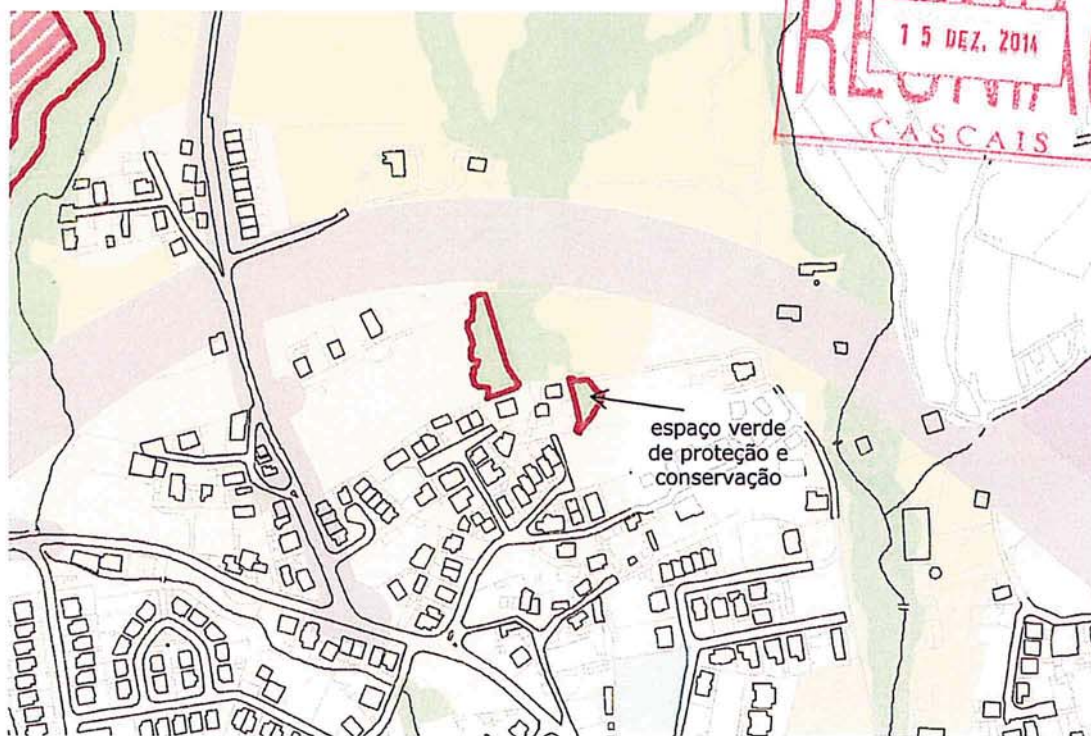 15 DEZ. 2014
CASCAIS
espaço verde
de proteção e
conservação